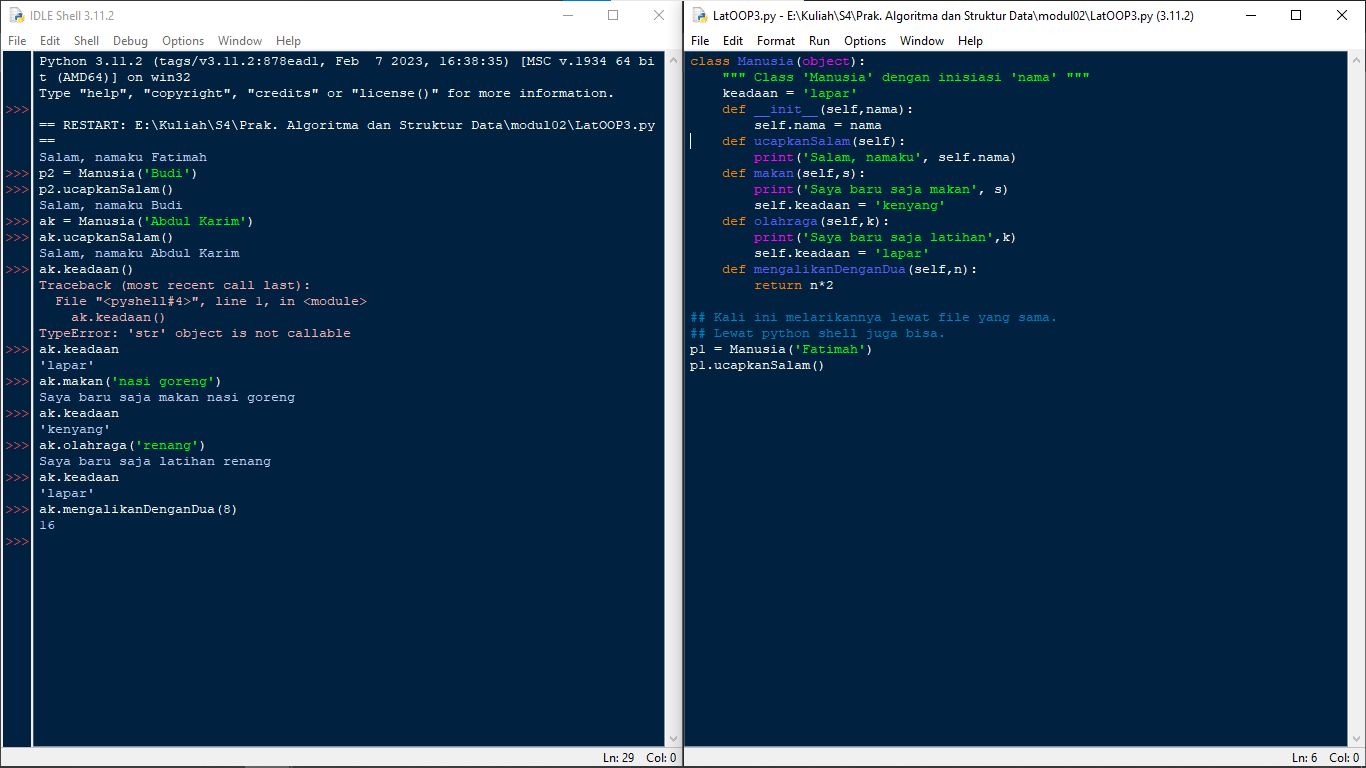 IDLE Shell 3.11.2
File Edit Shell Debug Options Window Help
Python 3.11.2 (tags/v3.11.2:878ead1, Feb  7 2023, 16:38:35) [MSC v.1934 64 bi
t (AMD64)] on win32
Type "help", "copyright", "credits" or "license()" for more information.
>>>
== RESTART: E:\Kuliah\S4\Prak. Algoritma dan Struktur Data\modul02\LatOOP3.py
==
Salam, namaku Fatimah
>>> p2 = Manusia('Budi')
>>> p2.ucapkanSalam()
Salam, namaku Budi
>>> ak = Manusia('Abdul Karim')
>>> ak.ucapkanSalam()
Salam, namaku Abdul Karim
>>> ak.keadaan()
Traceback (most recent call last):
  File "<pyshell#4>", line 1, in <module>
    ak.keadaan()
TypeError: 'str' object is not callable
>>> ak.keadaan
'lapar'
>>> ak.makan('nasi goreng')
Saya baru saja makan nasi goreng
>>> ak.keadaan
'kenyang'
>>> ak.olahraga('renang')
Saya baru saja latihan renang
>>> ak.keadaan
'lapar'
>>> ak.mengalikanDenganDua(8)
16
>>>
Ln: 29 Col: 0
LatOOP3.py - E:\Kuliah\S4\Prak. Algoritma dan Struktur Data\modul02\LatOOP3.py (3.11.2)
File Edit Format Run Options Window Help
class Manusia(object):
    """ Class 'Manusia' dengan inisiasi 'nama' """
    keadaan = 'lapar'
    def __init__(self,nama):
        self.nama = nama
    def ucapkanSalam(self):
        print('Salam, namaku', self.nama)
    def makan(self,s):
        print('Saya baru saja makan', s)
        self.keadaan = 'kenyang'
    def olahraga(self,k):
        print('Saya baru saja latihan',k)
        self.keadaan = 'lapar'
    def mengalikanDenganDua(self,n):
        return n*2
## Kali ini melarikannya lewat file yang sama.
## Lewat python shell juga bisa.
p1 = Manusia('Fatimah')
p1.ucapkanSalam()
Ln: 6 Col: 0